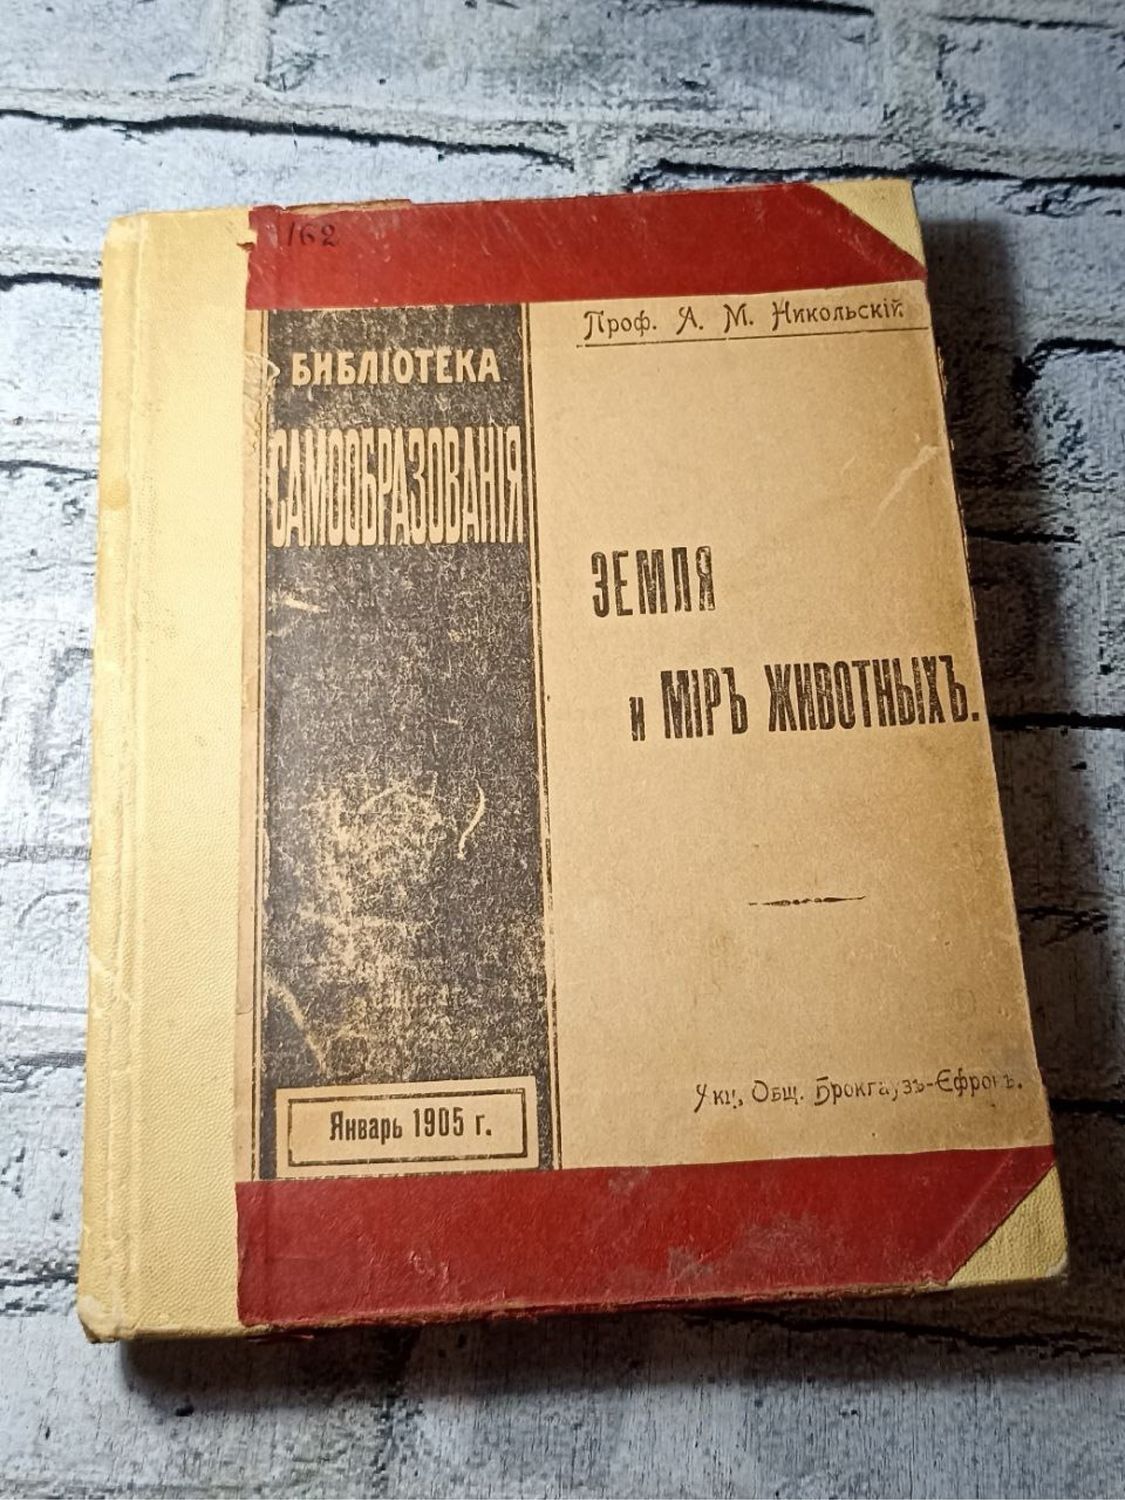 162
Проф. А. М. Никольскій.
БИБЛІОТЕКА
САМООБРАЗОВАНІЯ
ЗЕМЛЯ
и МІРЪ ЖИВОТНЫХЪ.
Общ. Брокгаузъ-Ефронъ.
Январь 1905 г.